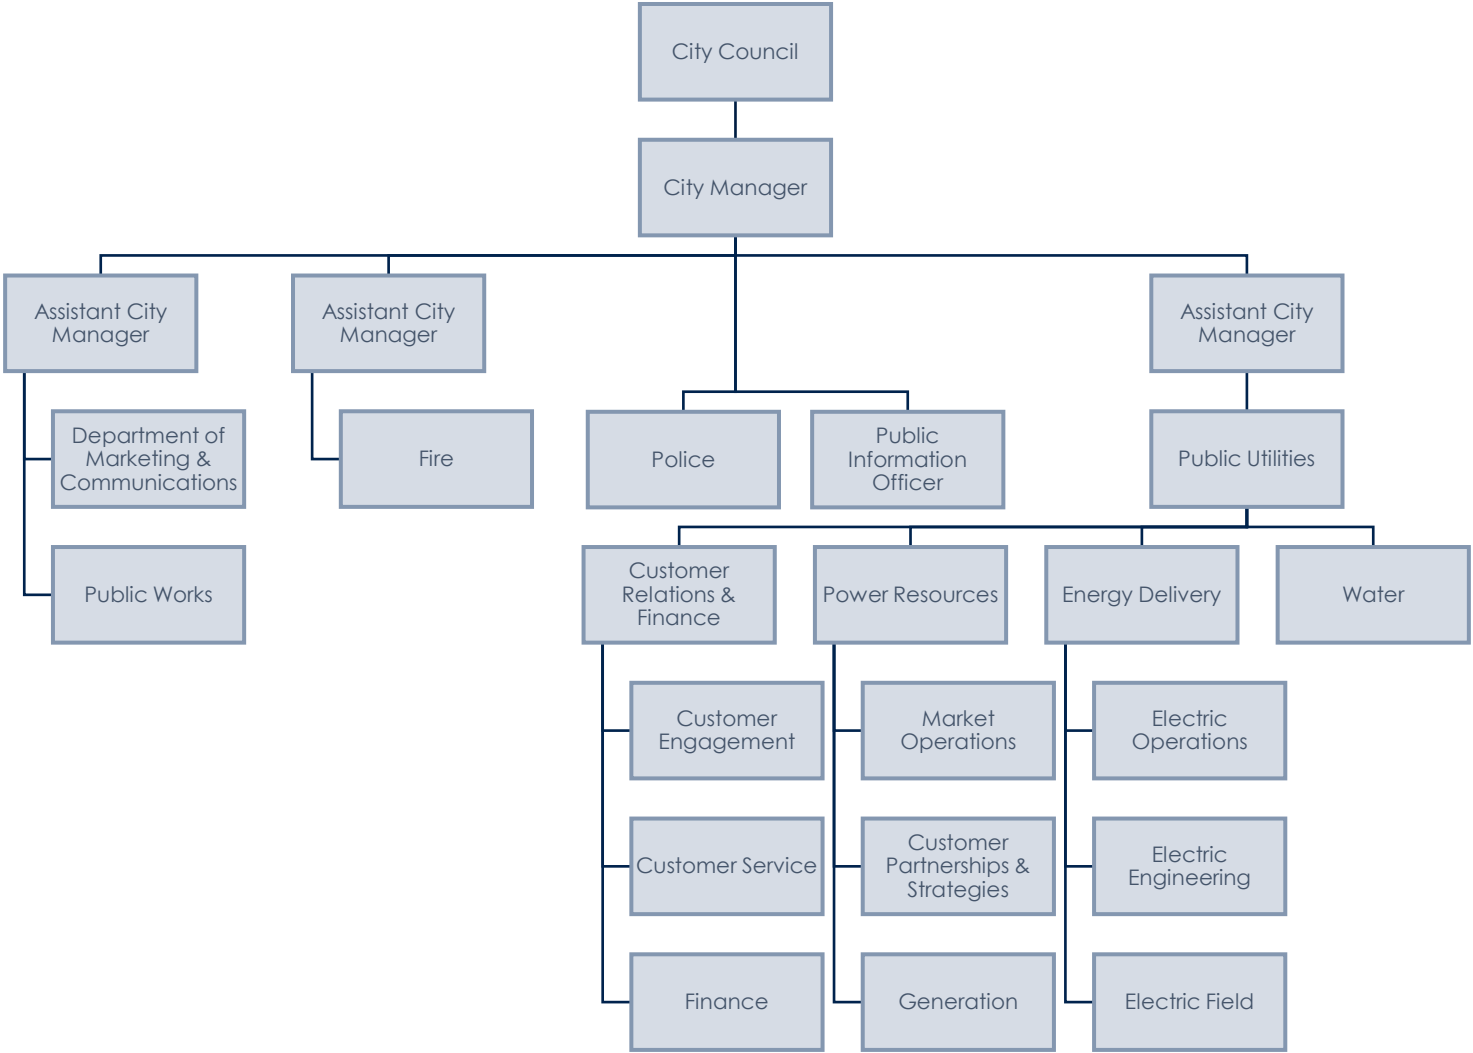 City Council
City Manager
Assistant City
Manager
Assistant City
Manager
Assistant City
Manager
Department of
Marketing &
Communications
Fire
Police
Public
Information
Officer
Public Utilities
Public Works
Customer
Relations &
Finance
Power Resources
Energy Delivery
Water
Customer
Engagement
Market
Operations
Electric
Operations
Customer Service
Customer
Partnerships &
Strategies
Electric
Engineering
Finance
Generation
Electric Field